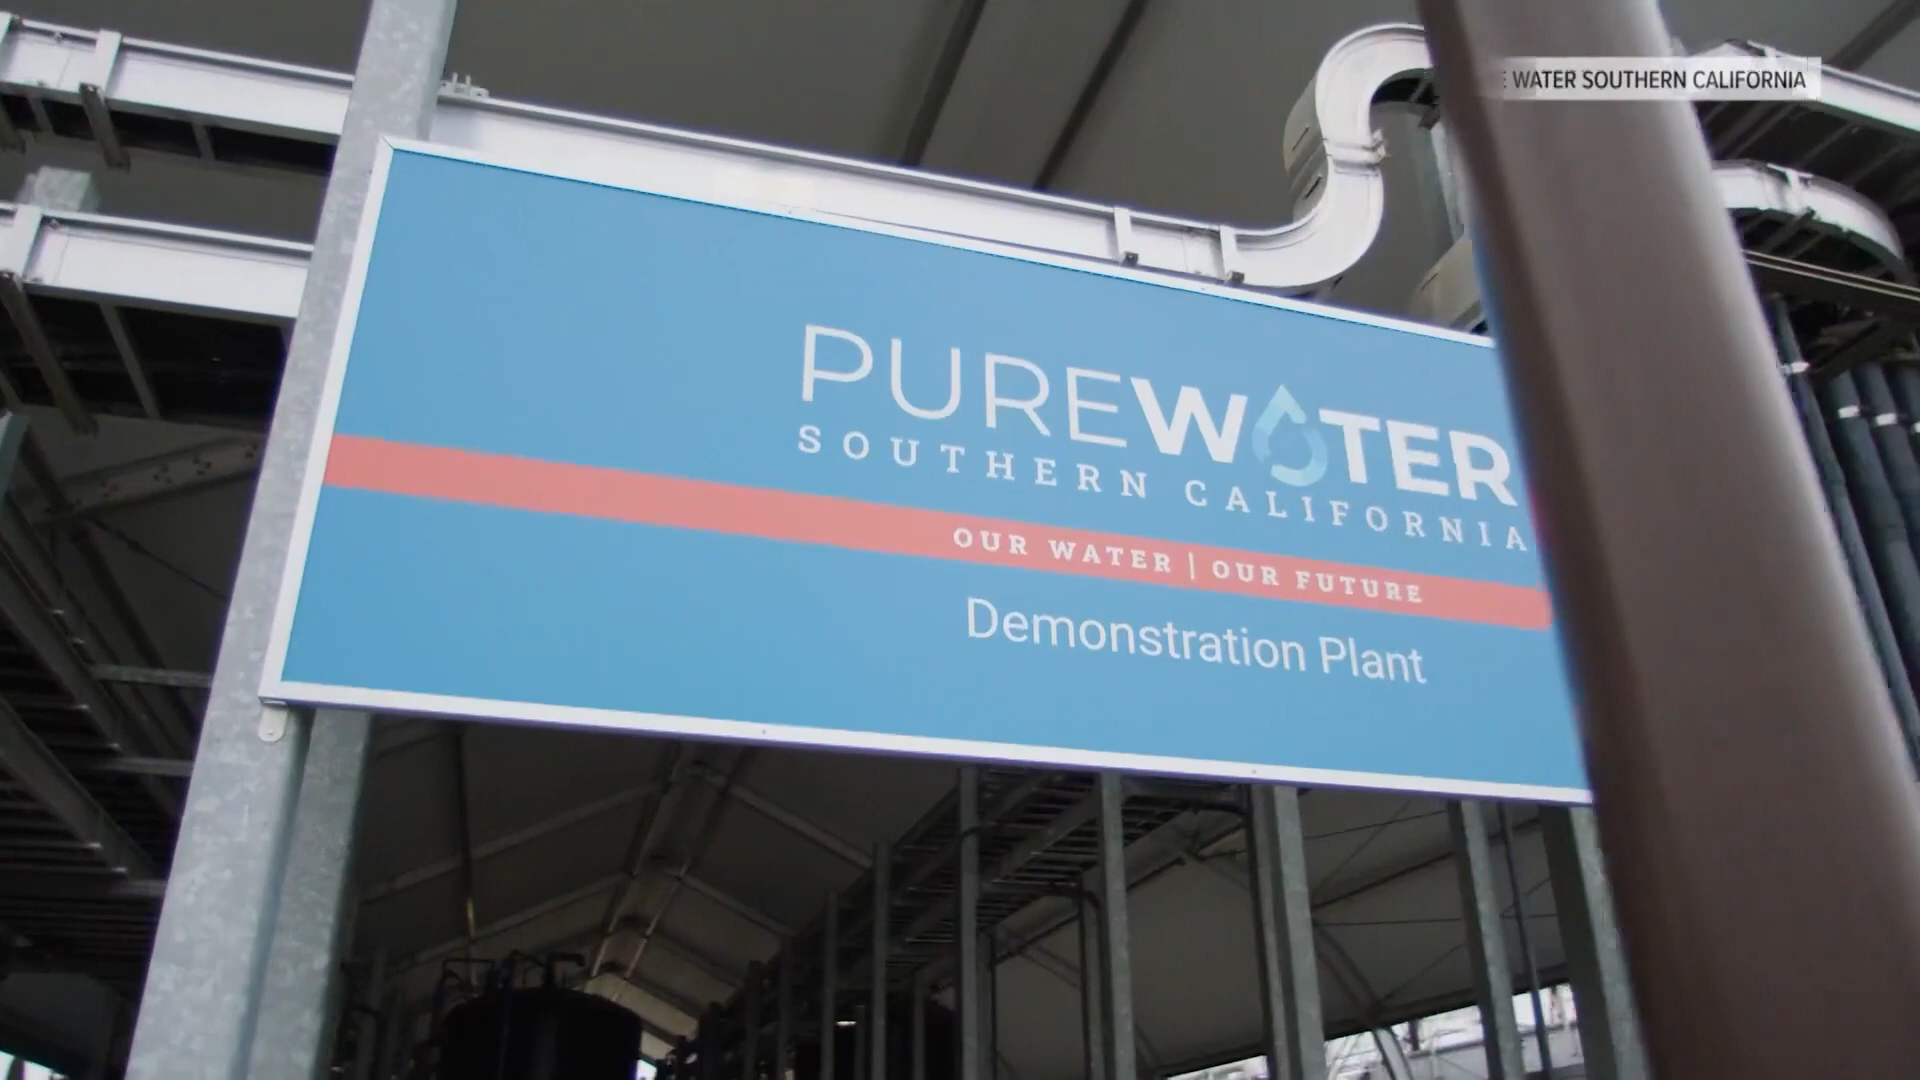 WATER SOUTHERN CALIFORNIA
PUREWATER
SOUTHERN CALIFORNIA
OUR WATER | OUR FUTURE
Demonstration Plant